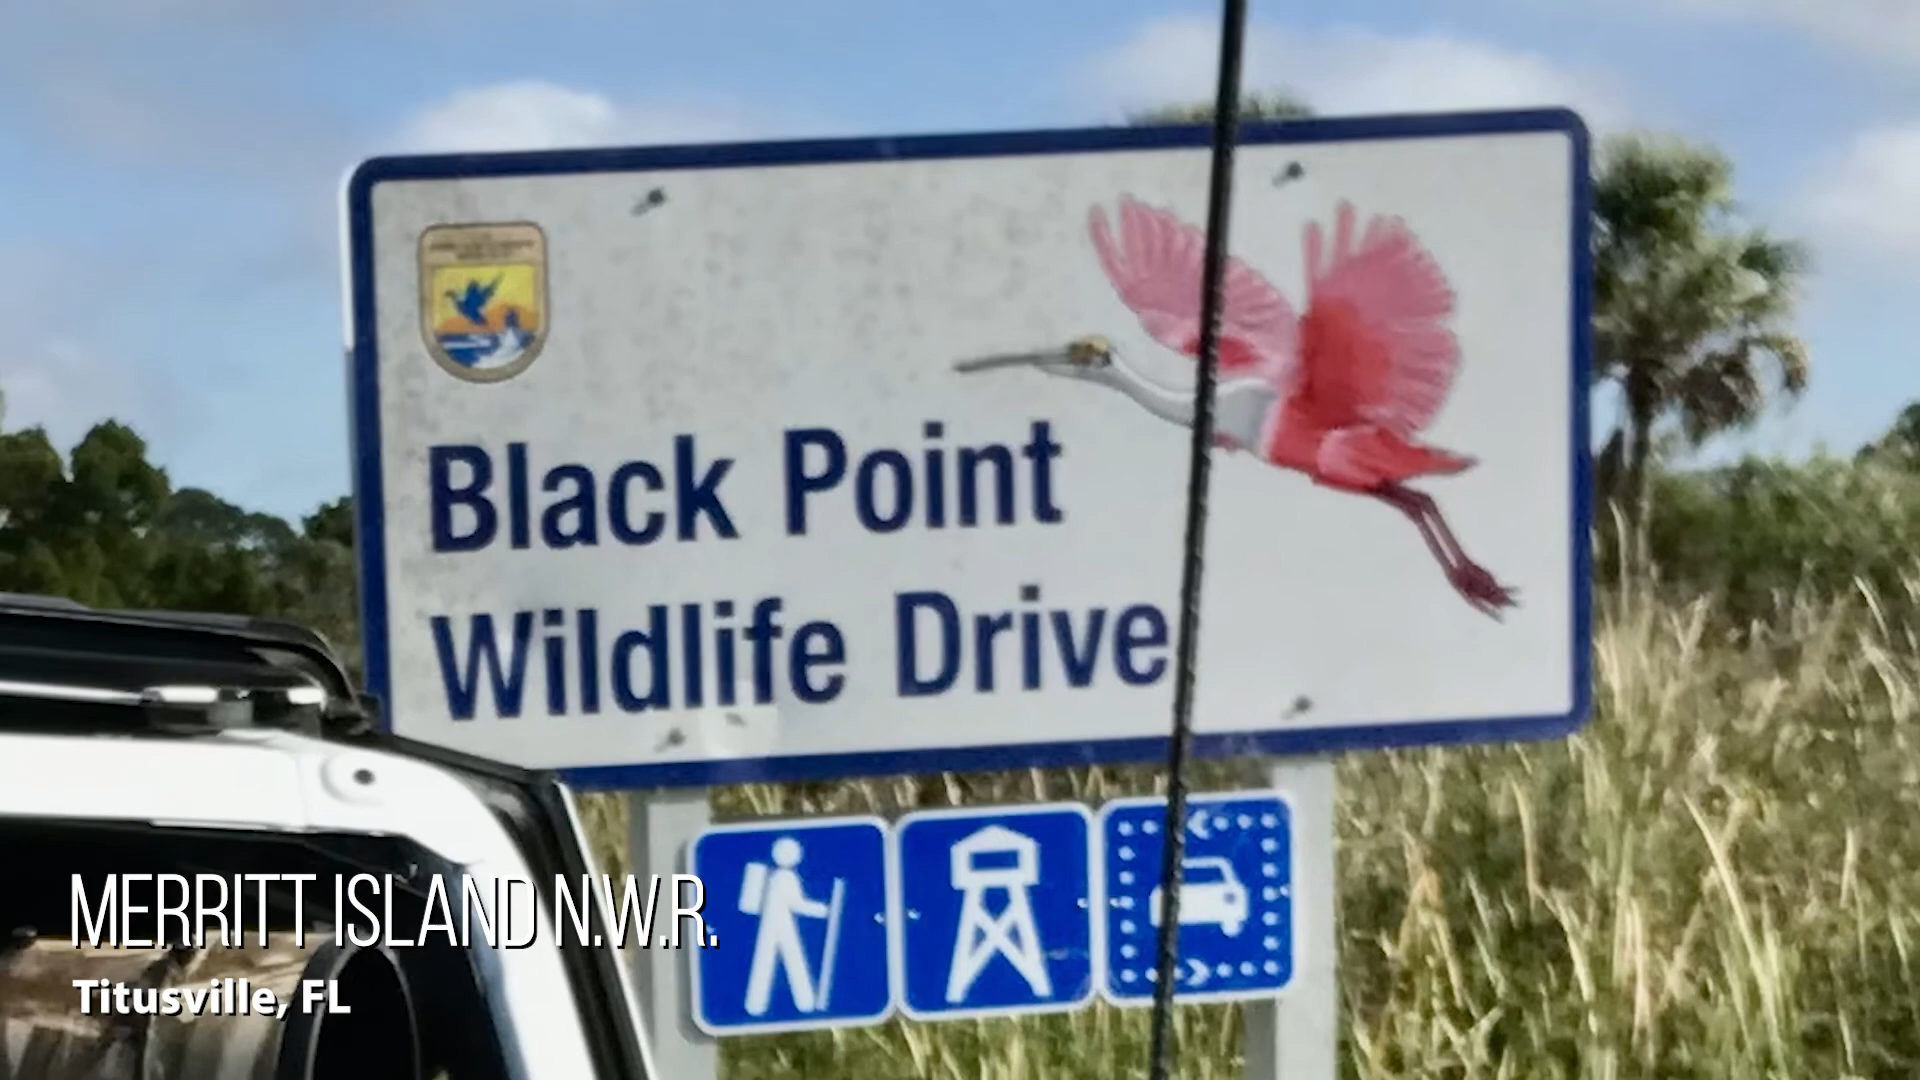 Black Point
Wildlife Drive
MERRITT ISLAND N.W.R.
Titusville, FL